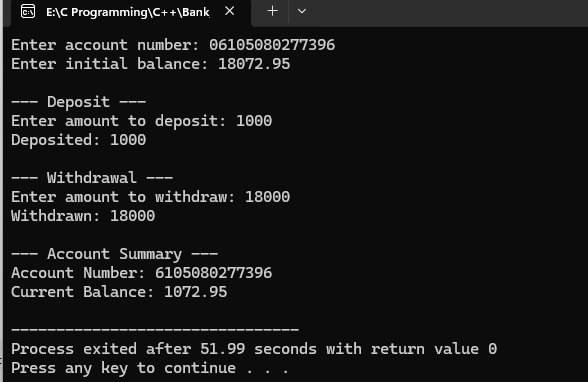 E:\C Programming\C++\Bank
Enter account number: 06105080277396
Enter initial balance: 18072.95
--- Deposit ---
Enter amount to deposit: 1000
Deposited: 1000
--- Withdrawal ---
Enter amount to withdraw: 18000
Withdrawn: 18000
--- Account Summary ---
Account Number: 6105080277396
Current Balance: 1072.95
--------------------------------
Process exited after 51.99 seconds with return value 0
Press any key to continue . . .